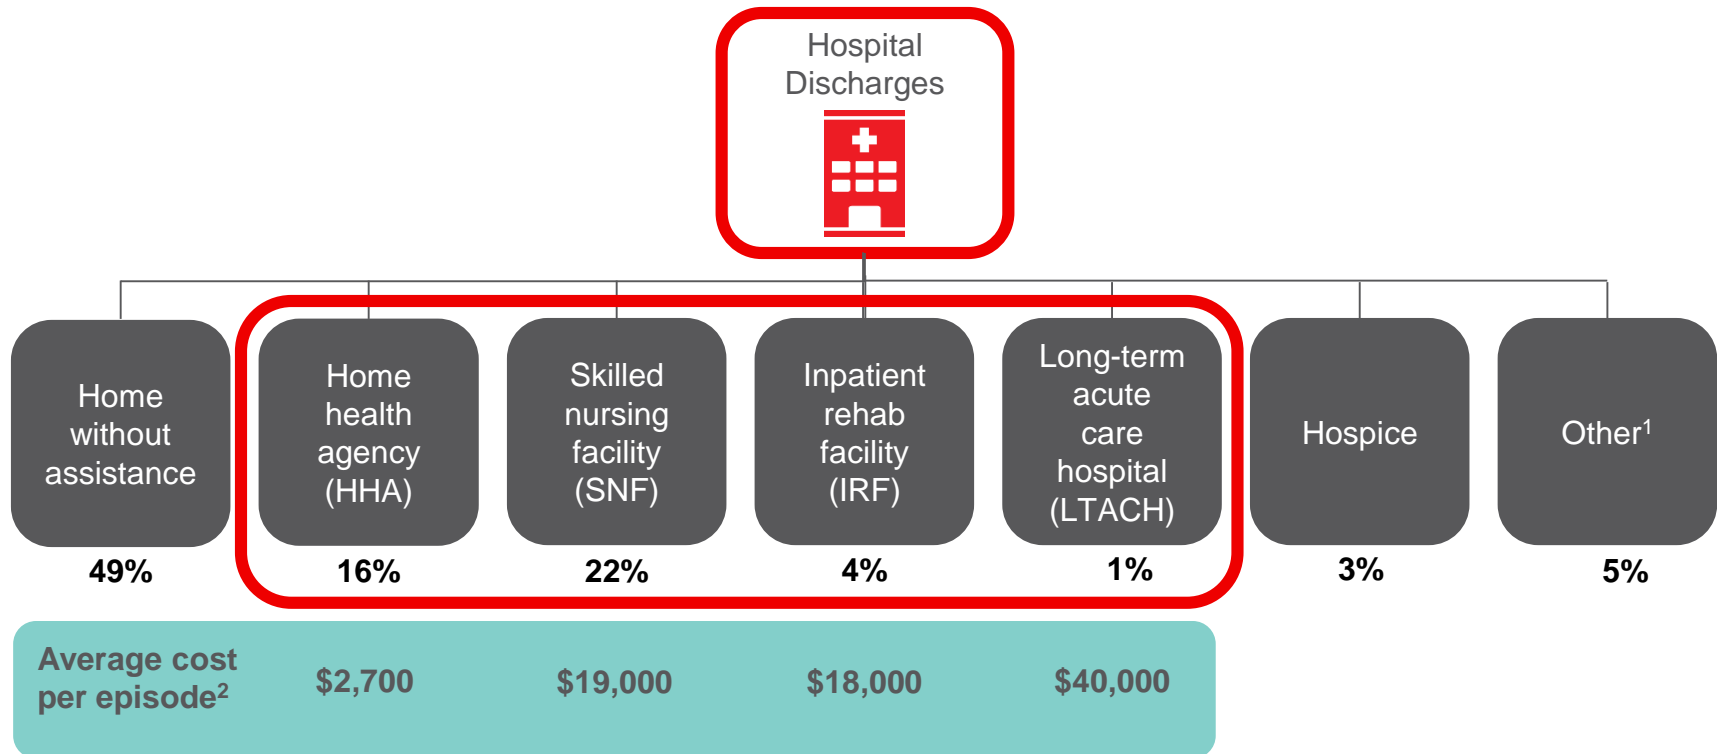 Hospital
Discharges
Home
without
assistance
Home
health
agency
(HHA)
Skilled
nursing
facility
(SNF)
Inpatient
rehab
facility
(IRF)
Long-term
acute
care
hospital
(LTACH)
Hospice
Other¹
49%
16%
22%
4%
1%
3%
5%
Average cost
per episode²
$2,700
$19,000
$18,000
$40,000